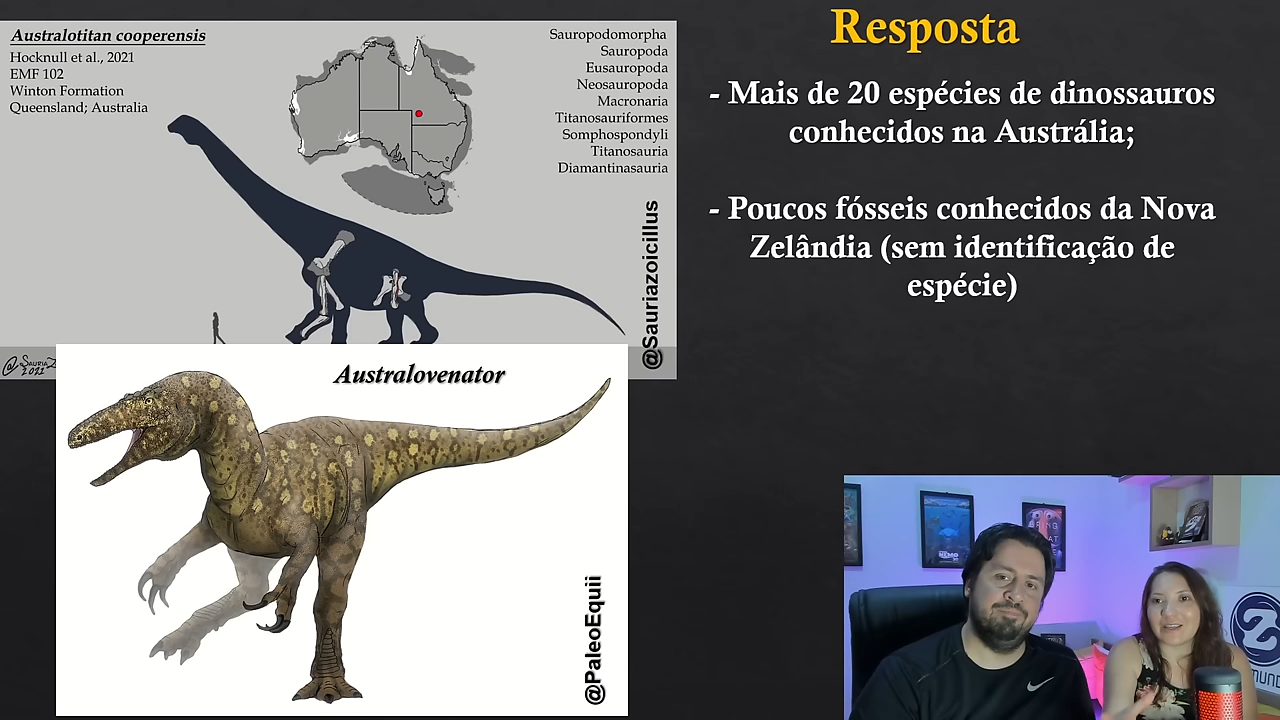 Australotitan cooperensis
Hocknull et al., 2021
EMF 102
Winton Formation
Queensland; Australia
Sauropodomorpha
Sauropoda
Eusauropoda
Neosauropoda
Macronaria
Titanosauriformes
Somphospondyli
Titanosauria
Diamantinasauria
@Sauriazoicillus
2021
Australovenator
@PaleoEquii
Resposta
- Mais de 20 espécies de dinossauros
conhecidos na Austrália;
- Poucos fósseis conhecidos da Nova
Zelândia (sem identificação de
espécie)
NEMO